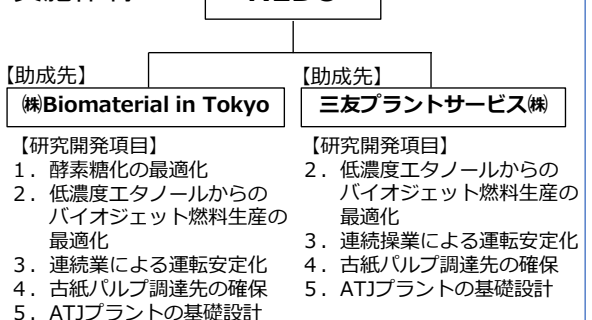 【助成先】
㈱Biomaterial in Tokyo
【研究開発項目】
1．酵素糖化の最適化
2．低濃度エタノールからの
バイオジェット燃料生産の
最適化
3．連続業による運転安定化
4．古紙パルプ調達先の確保
5．ATJプラントの基礎設計
【助成先】
三友プラントサービス㈱
【研究開発項目】
2．低濃度エタノールからの
バイオジェット燃料生産の
最適化
3．連続操業による運転安定化
4．古紙パルプ調達先の確保
5．ATJプラントの基礎設計